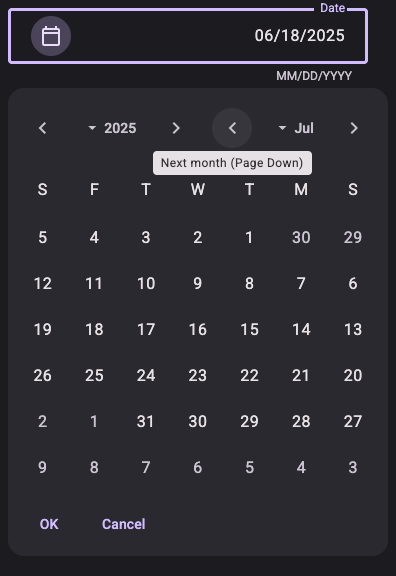 Date
06/18/2025
MM/DD/YYYY
2025 Jul
Next month (Page Down)
S F T W T M S
5 4 3 2 1 30 29
12 11 10 9 8 7 6
19 18 17 16 15 14 13
26 25 24 23 22 21 20
2 1 31 30 29 28 27
9 8 7 6 5 4 3
OK Cancel